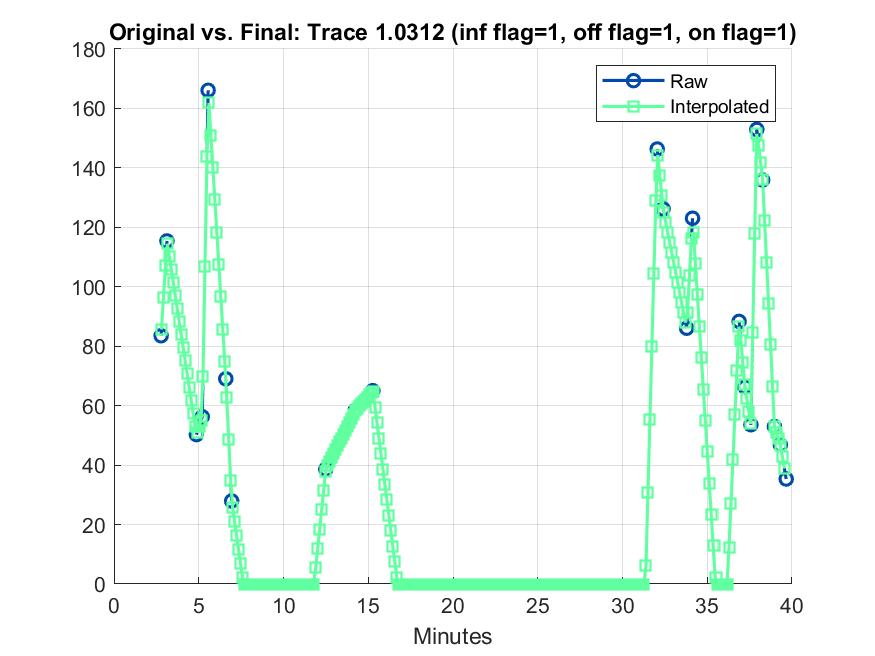 Original vs. Final: Trace 1.0312 (inf flag=1, off flag=1, on flag=1)
180
160
140
120
100
80
60
40
20
0
Raw
Interpolated
0 5 10 15 20 25 30 35 40
Minutes